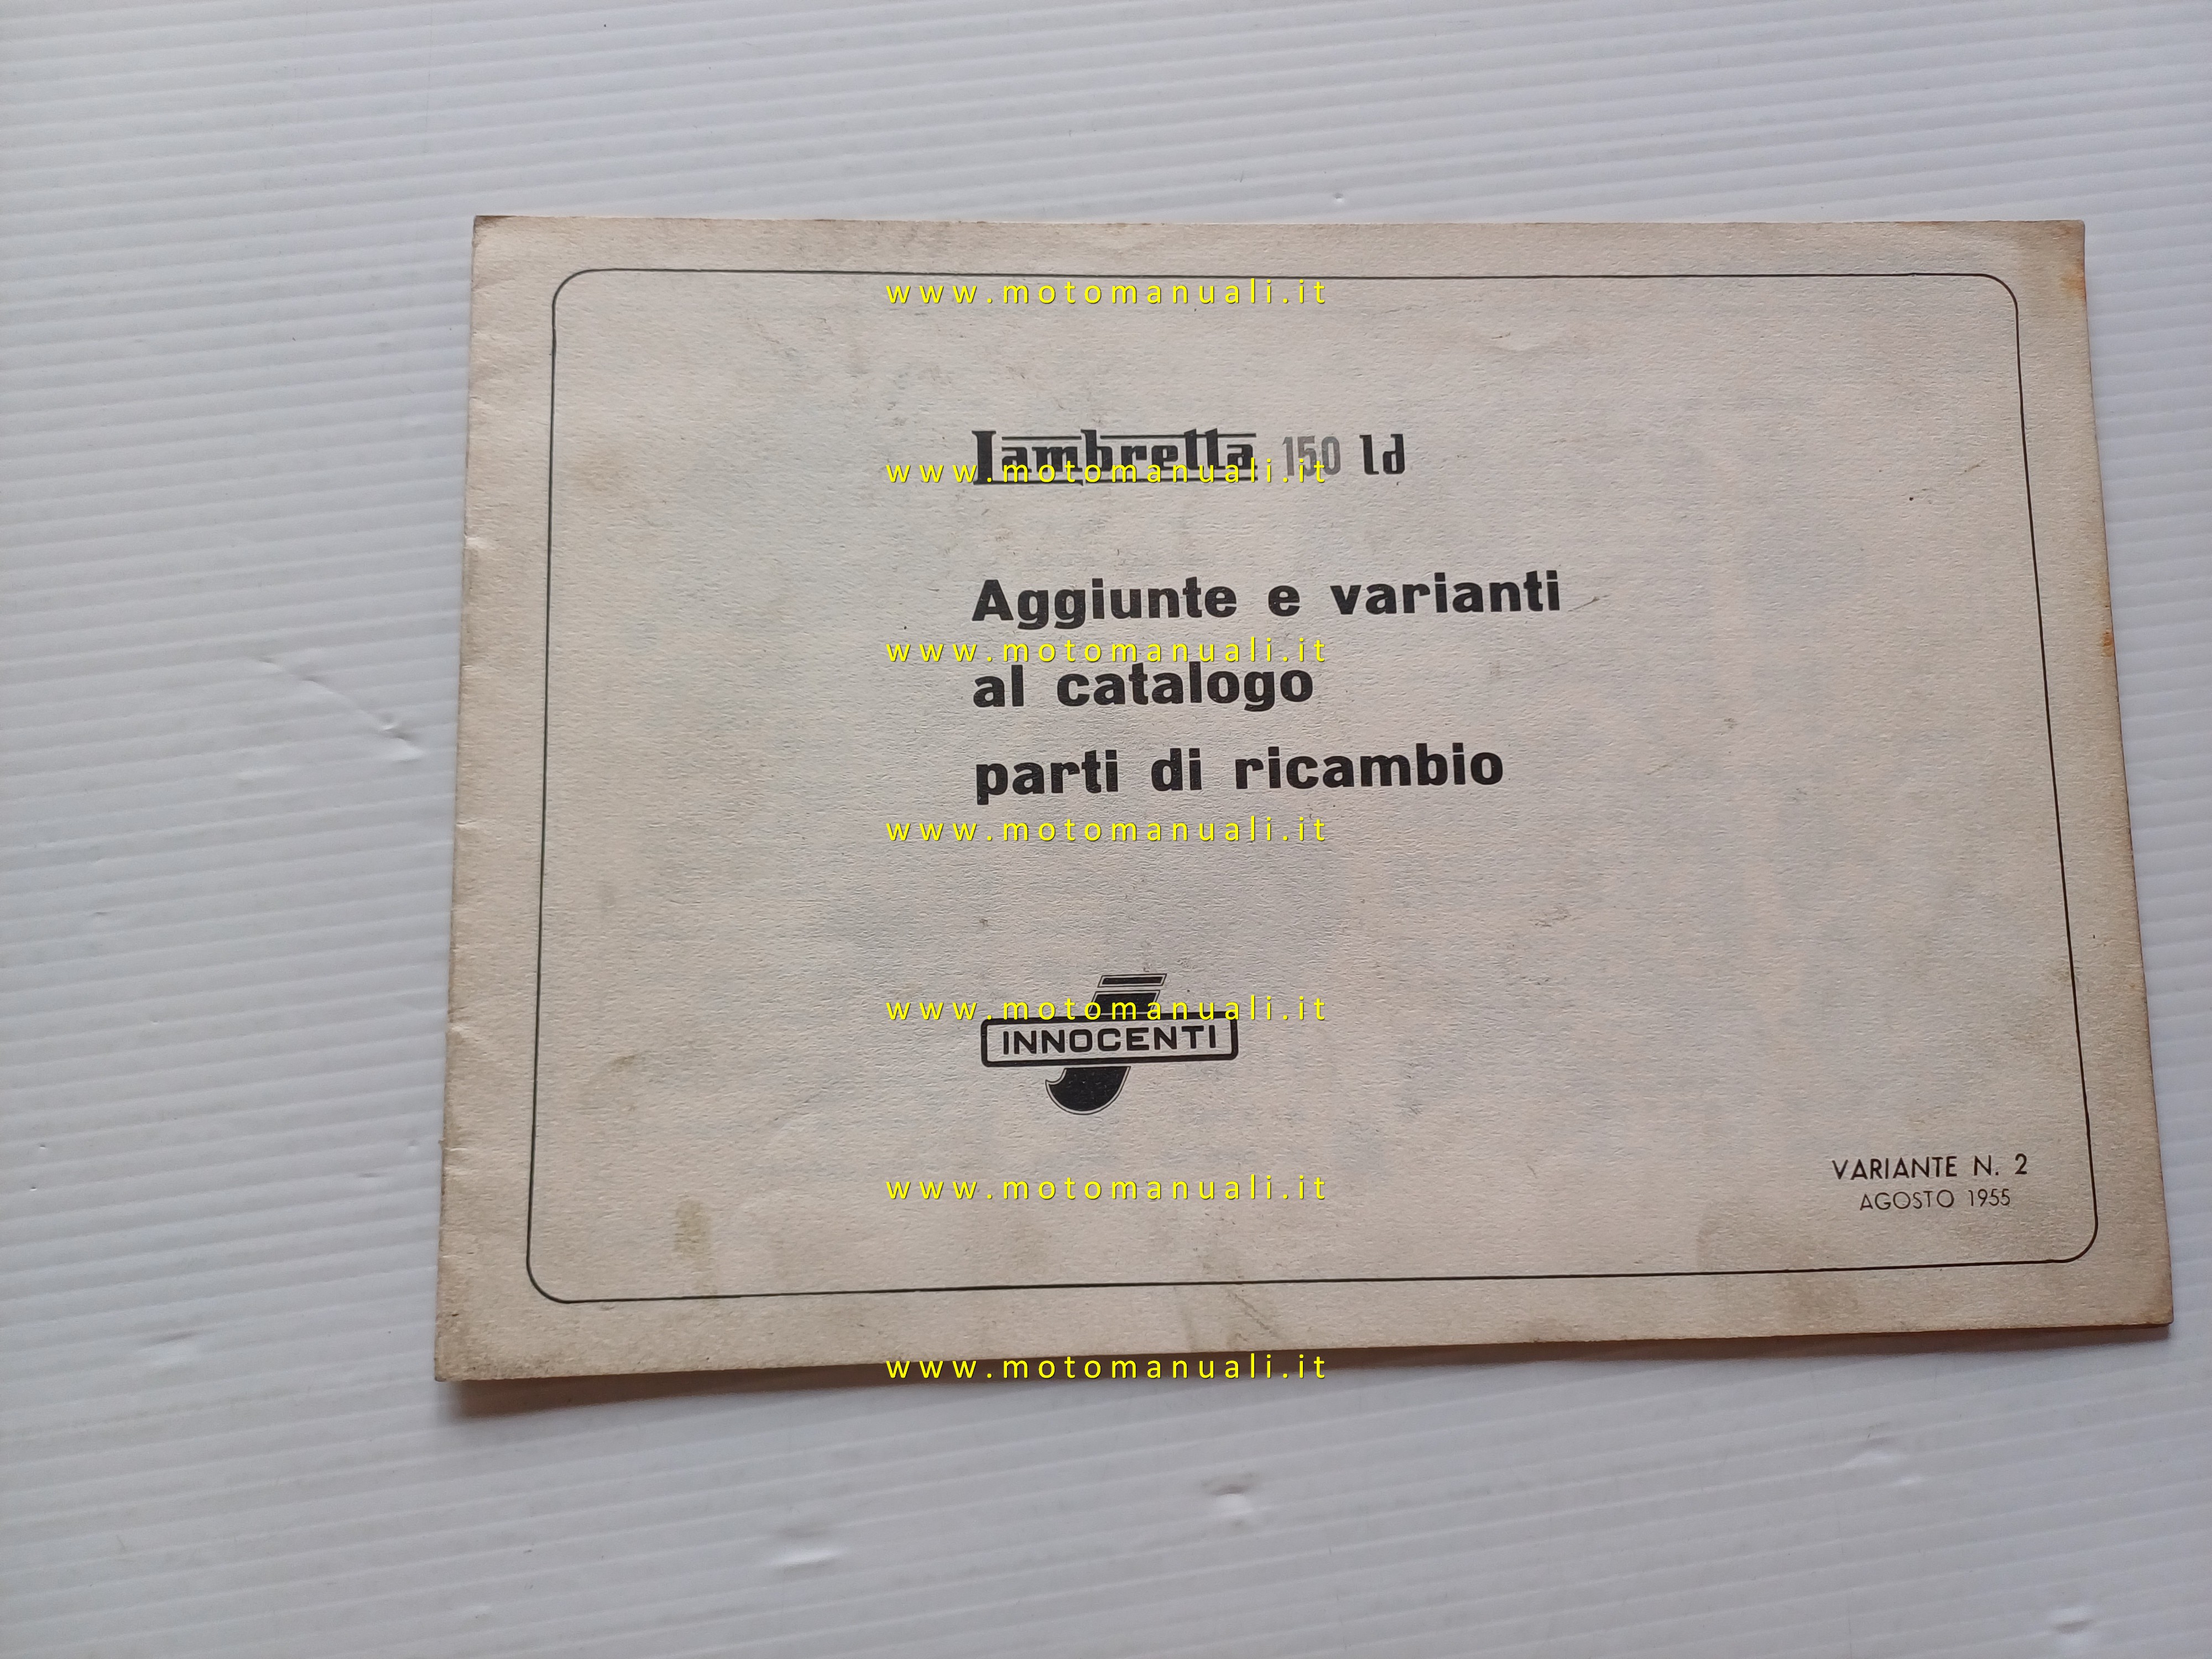 www.motomanuali.it
Lambretta 150 ld
www.motomanuali.it
Aggiunte e varianti
www.motomanuali.it
al catalogo
parti di ricambio
www.motomanuali.it
www.motomanuali.it
INNOCENTI
VARIANTE N. 2
www.motomanuali.it
AGOSTO 1955
www.motomanuali.it